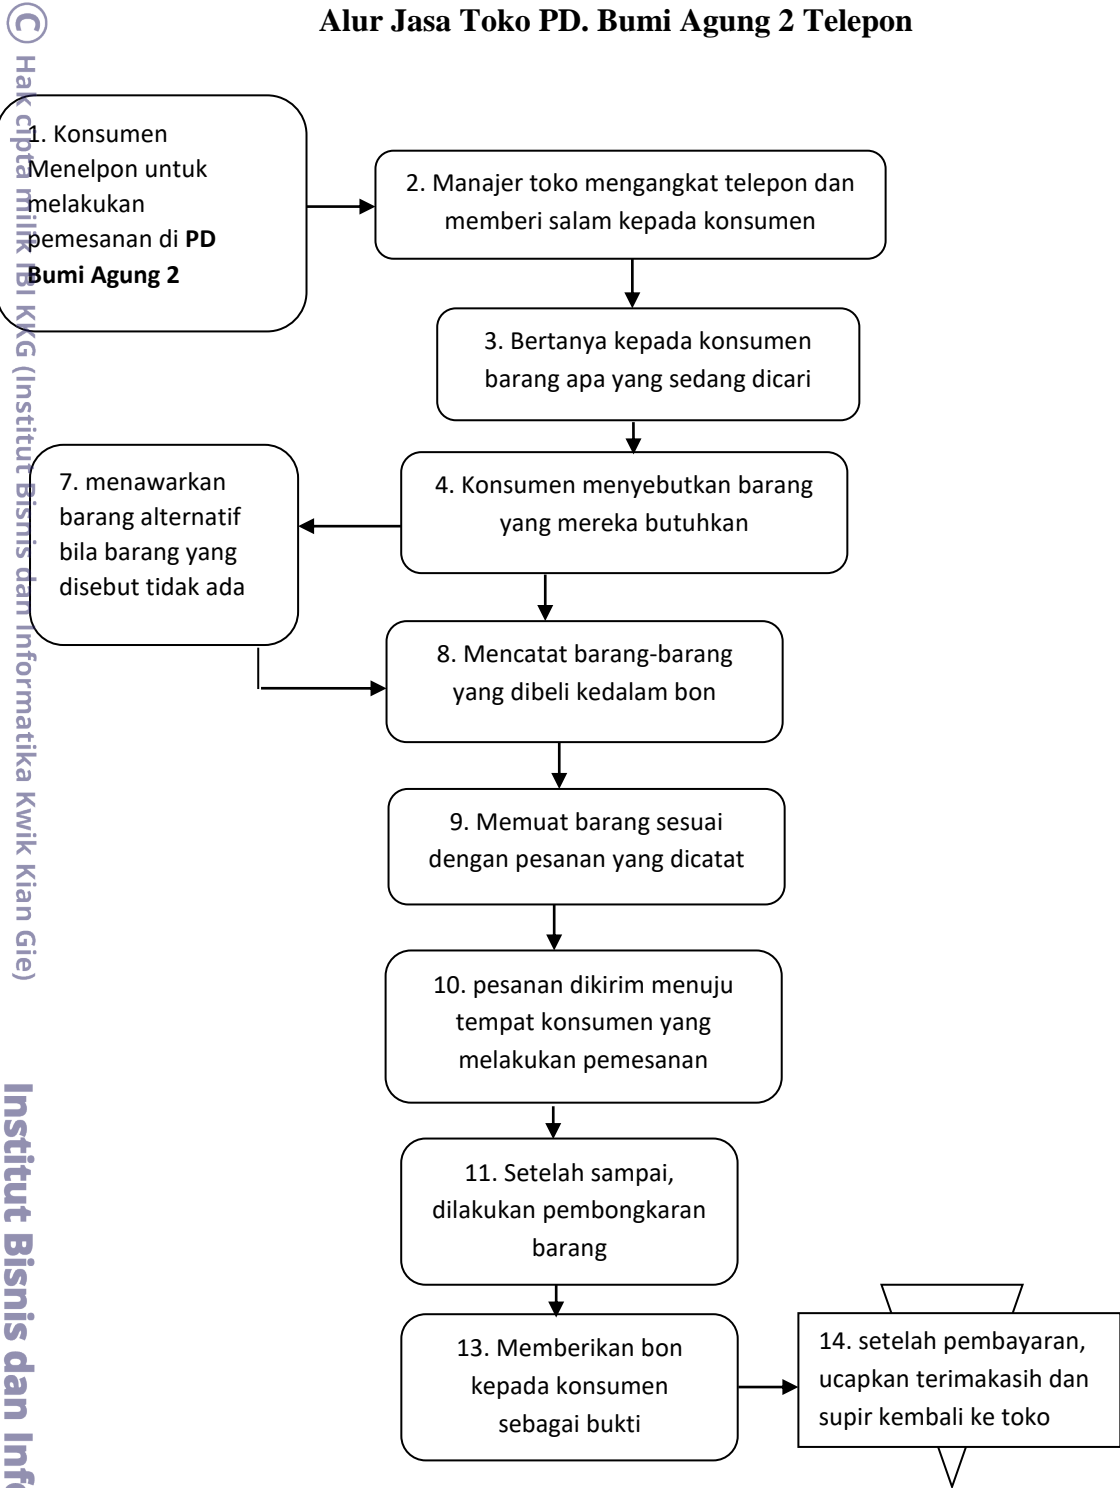 Alur Jasa Toko PD. Bumi Agung 2 Telepon
1. Konsumen
Menelpon untuk
melakukan
pemesanan di PD
Bumi Agung 2
2. Manajer toko mengangkat telepon dan
memberi salam kepada konsumen
3. Bertanya kepada konsumen
barang apa yang sedang dicari
4. Konsumen menyebutkan barang
yang mereka butuhkan
7. menawarkan
barang alternatif
bila barang yang
disebut tidak ada
8. Mencatat barang-barang
yang dibeli kedalam bon
9. Memuat barang sesuai
dengan pesanan yang dicatat
10. pesanan dikirim menuju
tempat konsumen yang
melakukan pemesanan
11. Setelah sampai,
dilakukan pembongkaran
barang
13. Memberikan bon
kepada konsumen
sebagai bukti
14. setelah pembayaran,
ucapkan terimakasih dan
supir kembali ke toko
© Hak cipta milik IBI KKG (Institut Bisnis dan Informatika Kwik Kian Gie)
Institut Bisnis dan Info